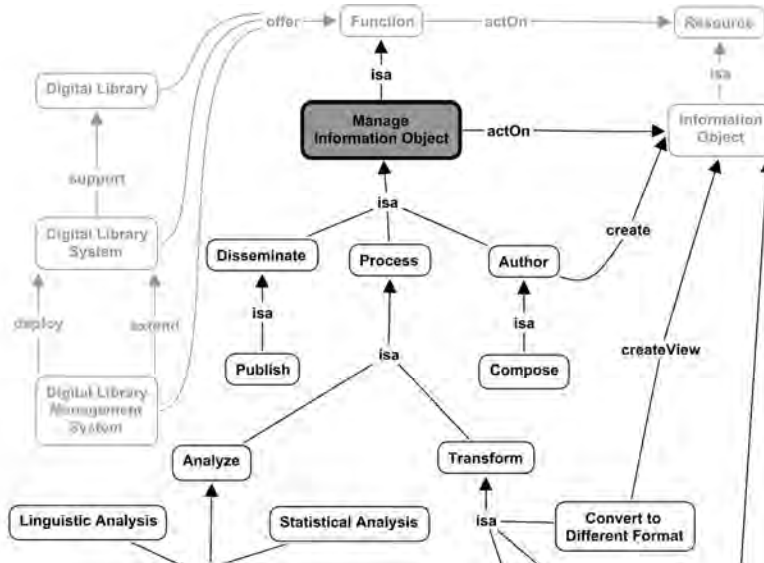 offer
Function
actOn
Resource
isa
isa
Digital Library
Manage
Information Object
actOn
Information
Object
support
isa
Digital Library
System
Disseminate
Process
Author
create
deploy
extend
isa
isa
isa
createView
Publish
Compose
Digital Library
Management
System
Analyze
Transform
Linguistic Analysis
Statistical Analysis
isa
Convert to
Different Format